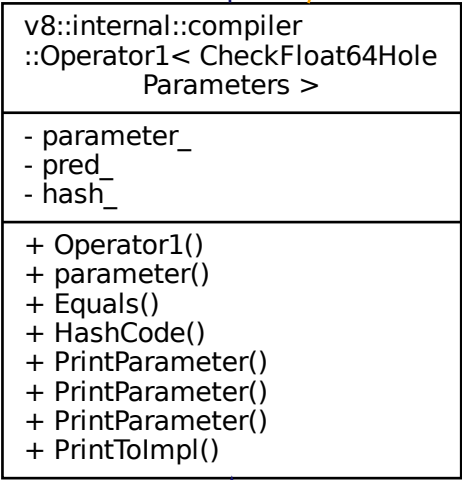 v8::internal::compiler
::Operator1< CheckFloat64Hole
Parameters >
- parameter_
- pred_
- hash_
+ Operator1()
+ parameter()
+ Equals()
+ HashCode()
+ PrintParameter()
+ PrintParameter()
+ PrintParameter()
+ PrintToImpl()